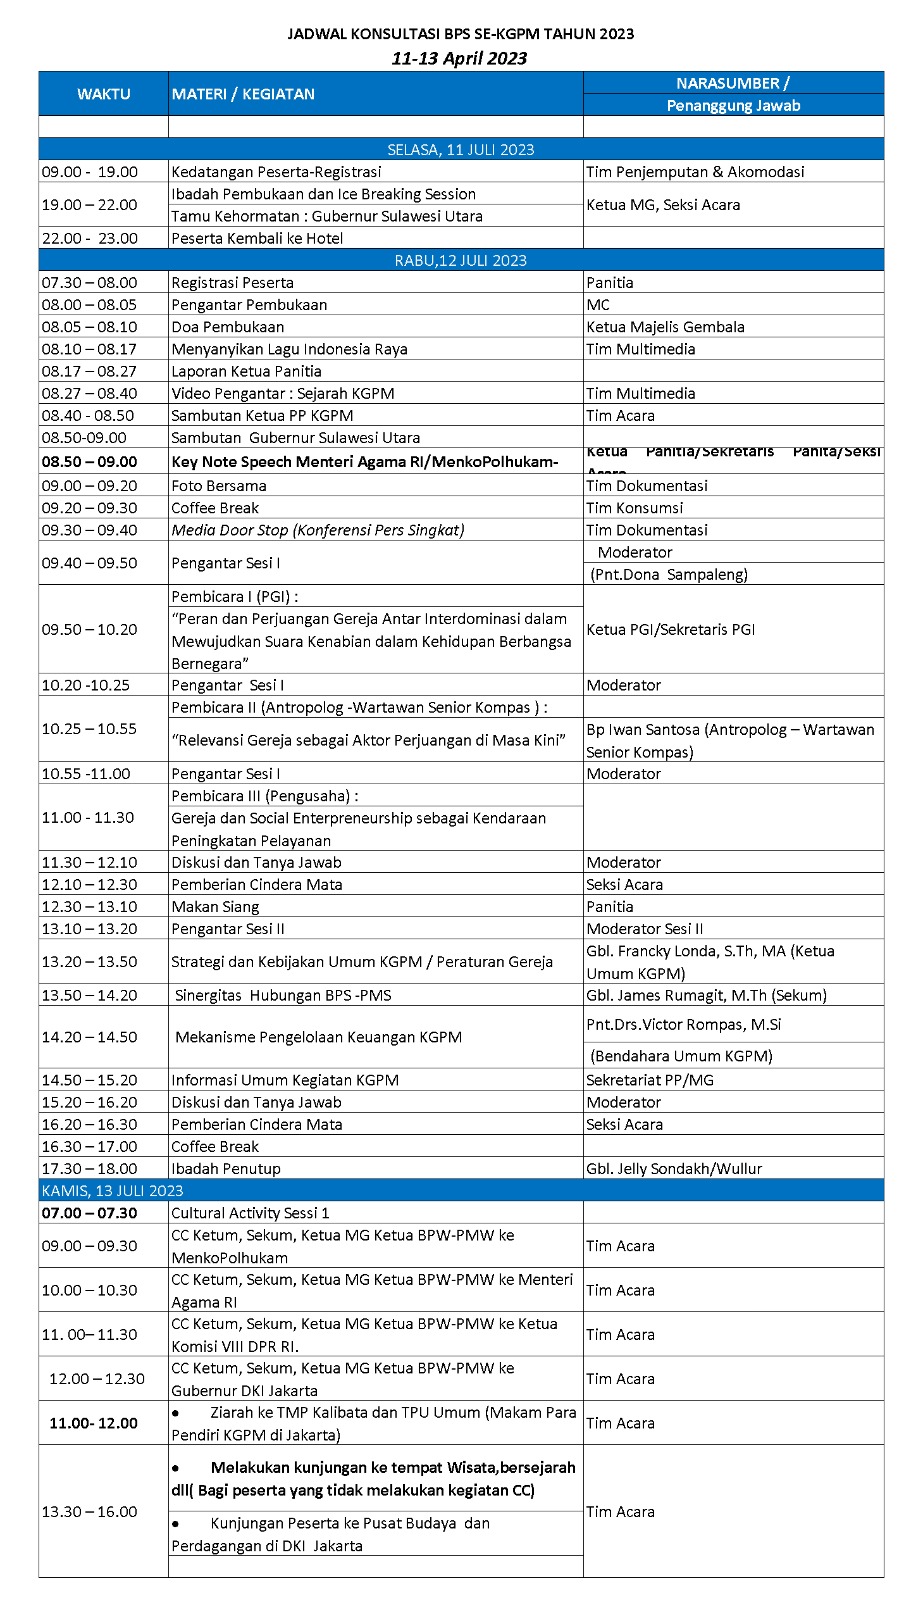 JADWAL KONSULTASI BPS SE-KGPM TAHUN 2023
11-13 April 2023
WAKTU
MATERI / KEGIATAN
NARASUMBER /
Penanggung Jawab
SELASA, 11 JULI 2023
09.00 - 19.00 Kedatangan Peserta-Registrasi Tim Penjemputan & Akomodasi
19.00 – 22.00
Ibadah Pembukaan dan Ice Breaking Session
Tamu Kehormatan : Gubernur Sulawesi Utara
Ketua MG, Seksi Acara
22.00 - 23.00 Peserta Kembali ke Hotel
RABU,12 JULI 2023
07.30 – 08.00 Registrasi Peserta Panitia
08.00 – 08.05 Pengantar Pembukaan MC
08.05 – 08.10 Doa Pembukaan Ketua Majelis Gembala
08.10 – 08.17 Menyanyikan Lagu Indonesia Raya Tim Multimedia
08.17 – 08.27 Laporan Ketua Panitia
08.27 – 08.40 Video Pengantar : Sejarah KGPM Tim Multimedia
08.40 - 08.50 Sambutan Ketua PP KGPM Tim Acara
08.50-09.00 Sambutan Gubernur Sulawesi Utara
08.50 – 09.00 Key Note Speech Menteri Agama RI/MenkoPolhukam- Ketua Panitia/Sekretaris Panita/Seksi
Acara
09.00 – 09.20 Foto Bersama Tim Dokumentasi
09.20 – 09.30 Coffee Break Tim Konsumsi
09.30 – 09.40 Media Door Stop (Konferensi Pers Singkat) Tim Dokumentasi
09.40 – 09.50 Pengantar Sesi I
Moderator
(Pnt.Dona Sampaleng)
09.50 – 10.20
Pembicara I (PGI) :
“Peran dan Perjuangan Gereja Antar Interdominasi dalam
Mewujudkan Suara Kenabian dalam Kehidupan Berbangsa
Bernegara”
Ketua PGI/Sekretaris PGI
10.20 -10.25 Pengantar Sesi I Moderator
10.25 – 10.55
Pembicara II (Antropolog -Wartawan Senior Kompas ) :
“Relevansi Gereja sebagai Aktor Perjuangan di Masa Kini”
Bp Iwan Santosa (Antropolog – Wartawan
Senior Kompas)
10.55 -11.00 Pengantar Sesi I Moderator
11.00 - 11.30
Pembicara III (Pengusaha) :
Gereja dan Social Enterpreneurship sebagai Kendaraan
Peningkatan Pelayanan
11.30 – 12.10 Diskusi dan Tanya Jawab Moderator
12.10 – 12.30 Pemberian Cindera Mata Seksi Acara
12.30 – 13.10 Makan Siang Panitia
13.10 – 13.20 Pengantar Sesi II Moderator Sesi II
13.20 – 13.50 Strategi dan Kebijakan Umum KGPM / Peraturan Gereja
Gbl. Francky Londa, S.Th, MA (Ketua
Umum KGPM)
13.50 – 14.20 Sinergitas Hubungan BPS -PMS Gbl. James Rumagit, M.Th (Sekum)
14.20 – 14.50 Mekanisme Pengelolaan Keuangan KGPM
Pnt.Drs.Victor Rompas, M.Si
(Bendahara Umum KGPM)
14.50 – 15.20 Informasi Umum Kegiatan KGPM Sekretariat PP/MG
15.20 – 16.20 Diskusi dan Tanya Jawab Moderator
16.20 – 16.30 Pemberian Cindera Mata Seksi Acara
16.30 – 17.00 Coffee Break
17.30 – 18.00 Ibadah Penutup Gbl. Jelly Sondakh/Wullur
KAMIS, 13 JULI 2023
07.00 – 07.30 Cultural Activity Sessi 1
09.00 – 09.30
CC Ketum, Sekum, Ketua MG Ketua BPW-PMW ke
MenkoPolhukam
Tim Acara
10.00 – 10.30
CC Ketum, Sekum, Ketua MG Ketua BPW-PMW ke Menteri
Agama RI
Tim Acara
11. 00– 11.30
CC Ketum, Sekum, Ketua MG Ketua BPW-PMW ke Ketua
Komisi VIII DPR RI.
Tim Acara
12.00 – 12.30
CC Ketum, Sekum, Ketua MG Ketua BPW-PMW ke
Gubernur DKI Jakarta
Tim Acara
11.00- 12.00
• Ziarah ke TMP Kalibata dan TPU Umum (Makam Para
Pendiri KGPM di Jakarta)
Tim Acara
13.30 – 16.00
• Melakukan kunjungan ke tempat Wisata,bersejarah
dll( Bagi peserta yang tidak melakukan kegiatan CC)
• Kunjungan Peserta ke Pusat Budaya dan
Perdagangan di DKI Jakarta
Tim Acara